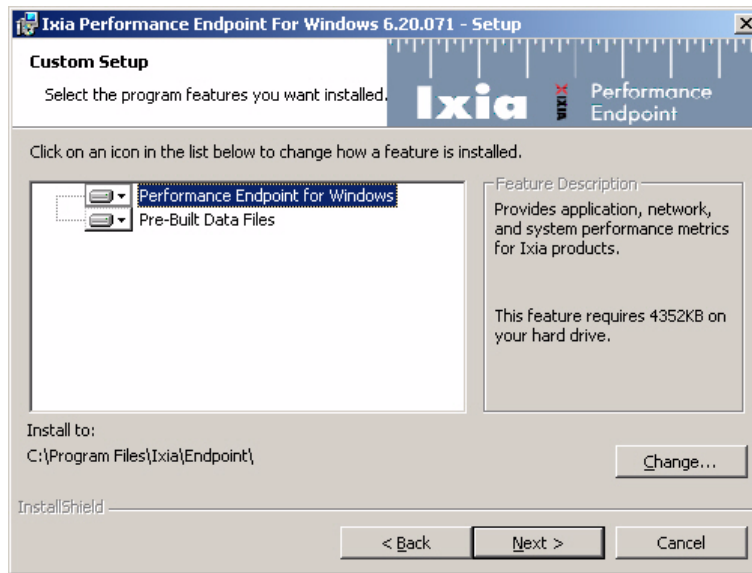 Ixia Performance Endpoint For Windows 6.20.071 - Setup
Custom Setup
Select the program features you want installed.
Ixia
IXIA
Performance
Endpoint
Click on an icon in the list below to change how a feature is installed.
Performance Endpoint for Windows
Pre-Built Data Files
Feature Description
Provides application, network,
and system performance metrics
for Ixia products.
This feature requires 4352KB on
your hard drive.
Install to:
C:\Program Files\Ixia\Endpoint\
Change...
InstallShield
< Back
Next >
Cancel